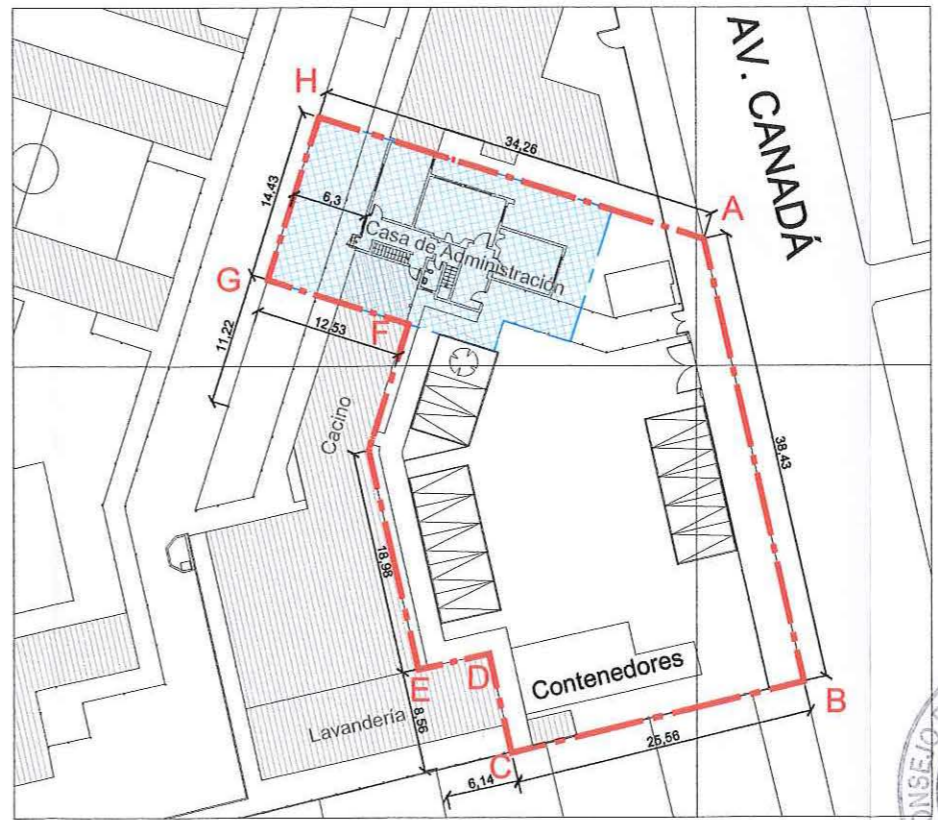 H
AV. CANADÁ
34,26
A
14,43
6,3
Casa de Administración
G
F
12,53
11,22
Cacino
38,43
18,98
E
D
Contenedores
B
8,56
Lavandería
C
25,56
6,14
CONSEJO